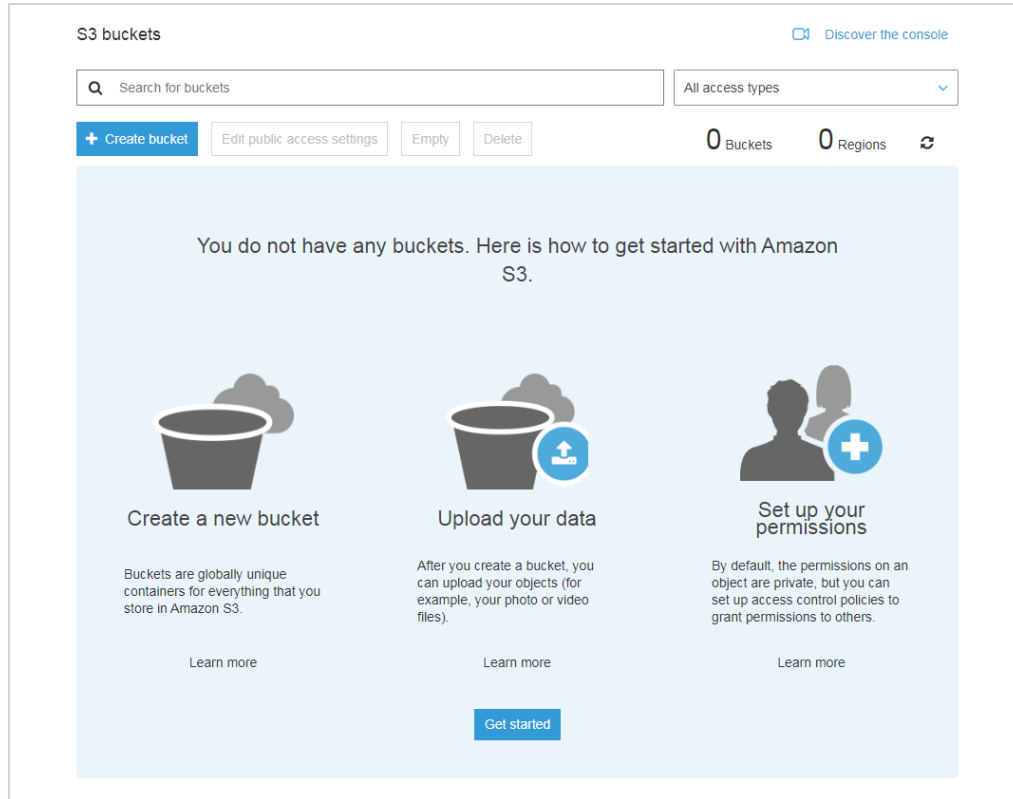 S3 buckets
Discover the console
Search for buckets
All access types
Create bucket
Edit public access settings
Empty
Delete
0 Buckets
0 Regions
You do not have any buckets. Here is how to get started with Amazon
S3.
Create a new bucket
Buckets are globally unique
containers for everything that you
store in Amazon S3.
Learn more
Upload your data
After you create a bucket, you
can upload your objects (for
example, your photo or video
files).
Learn more
Set up your
permissions
By default, the permissions on an
object are private, but you can
set up access control policies to
grant permissions to others.
Learn more
Get started